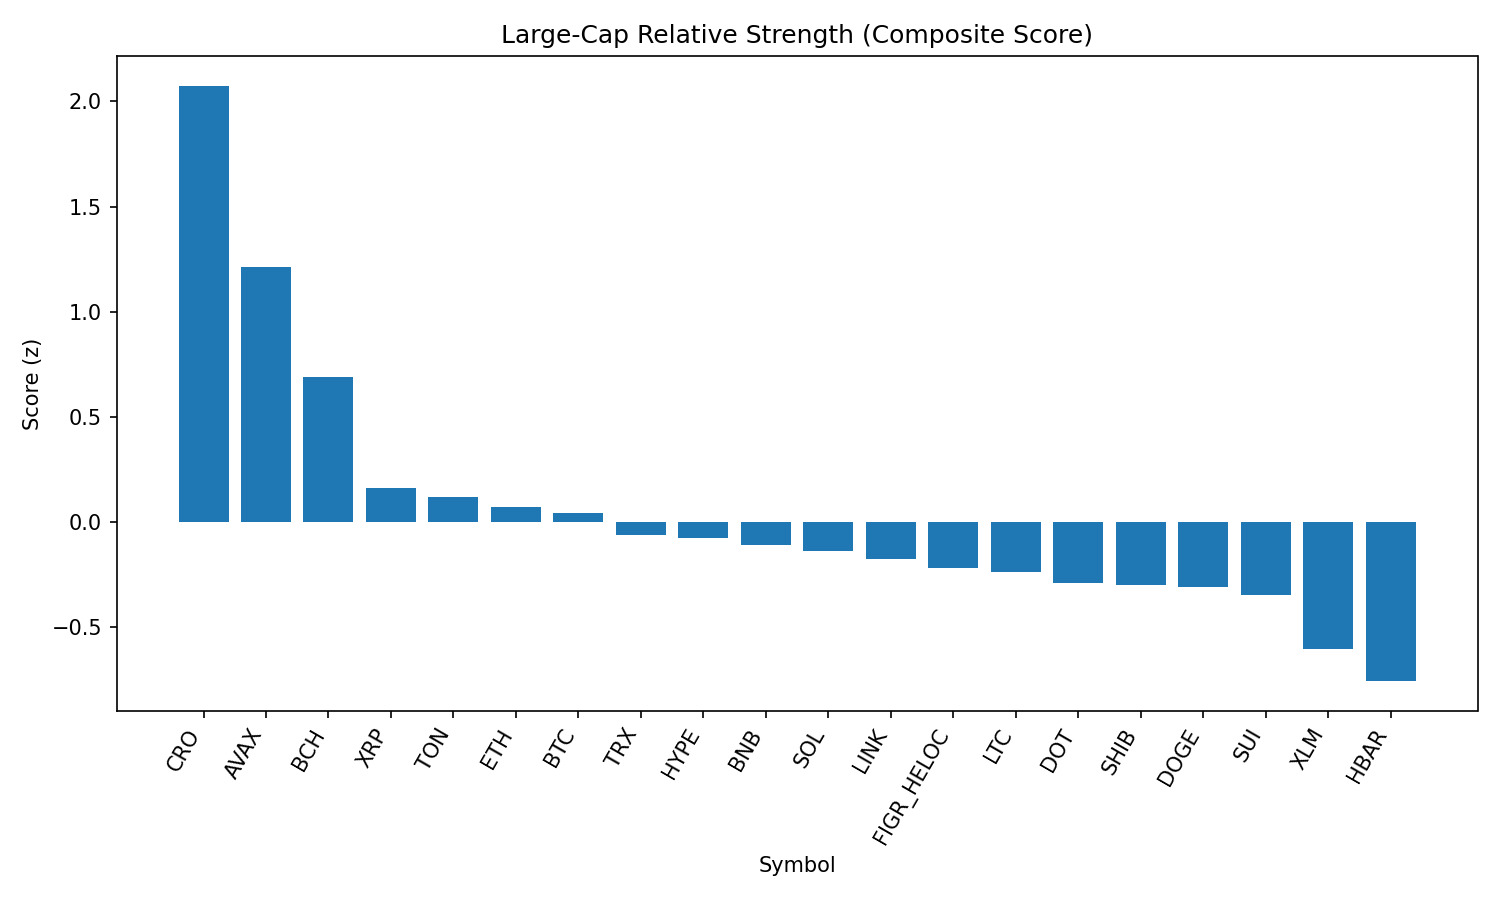 Large-Cap Relative Strength (Composite Score)
Score (z)
2.0
1.5
1.0
0.5
0.0
−0.5
CRO
AVAX
BCH
XRP
TON
ETH
BTC
TRX
HYPE
BNB
SOL
LINK
FIGR_HELOC
LTC
DOT
SHIB
DOGE
SUI
XLM
HBAR
Symbol